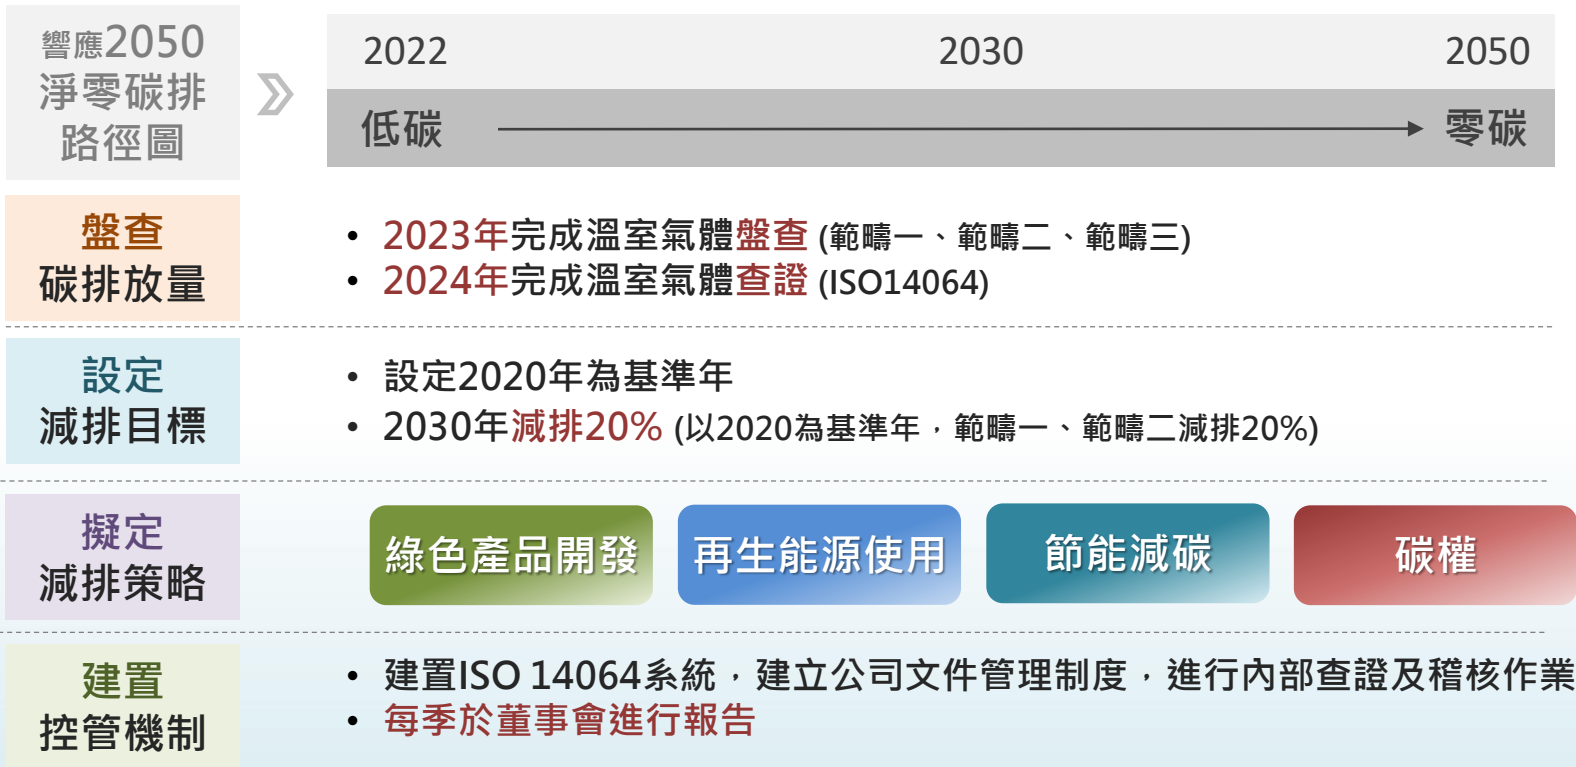 響應2050
淨零碳排
路徑圖
2022 2030 2050
低碳 零碳
盤查
碳排放量
• 2023年完成溫室氣體盤查 (範疇一、範疇二、範疇三)
• 2024年完成溫室氣體查證 (ISO14064)
設定
減排目標
• 設定2020年為基準年
• 2030年減排20% (以2020為基準年，範疇一、範疇二減排20%)
擬定
減排策略
綠色產品開發 再生能源使用 節能減碳 碳權
建置
控管機制
• 建置ISO 14064系統，建立公司文件管理制度，進行內部查證及稽核作業
• 每季於董事會進行報告